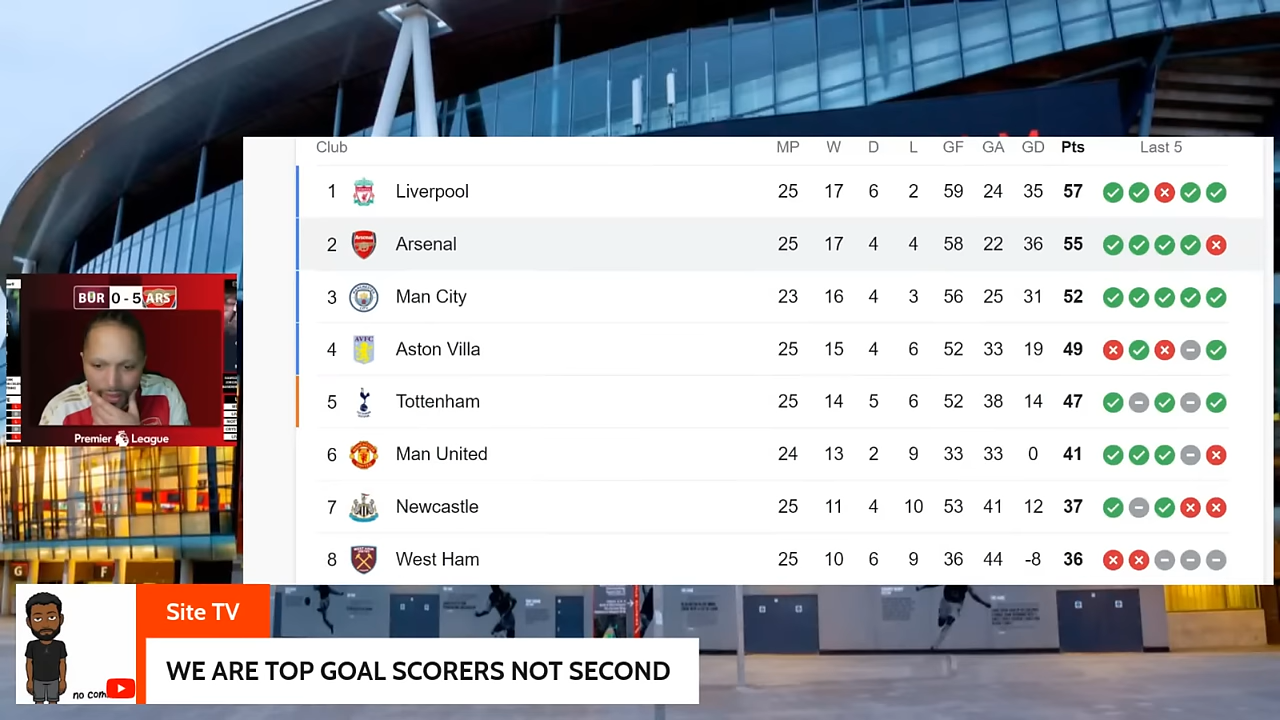 Club MP W D L GF GA GD Pts Last 5
1 Liverpool 25 17 6 2 59 24 35 57
2 Arsenal 25 17 4 4 58 22 36 55
3 Man City 23 16 4 3 56 25 31 52
4 Aston Villa 25 15 4 6 52 33 19 49
5 Tottenham 25 14 5 6 52 38 14 47
6 Man United 24 13 2 9 33 33 0 41
7 Newcastle 25 11 4 10 53 41 12 37
8 West Ham 25 10 6 9 36 44 -8 36
BUR 0 - 5 ARS
Premier League
G F
Site TV
WE ARE TOP GOAL SCORERS NOT SECOND
no com